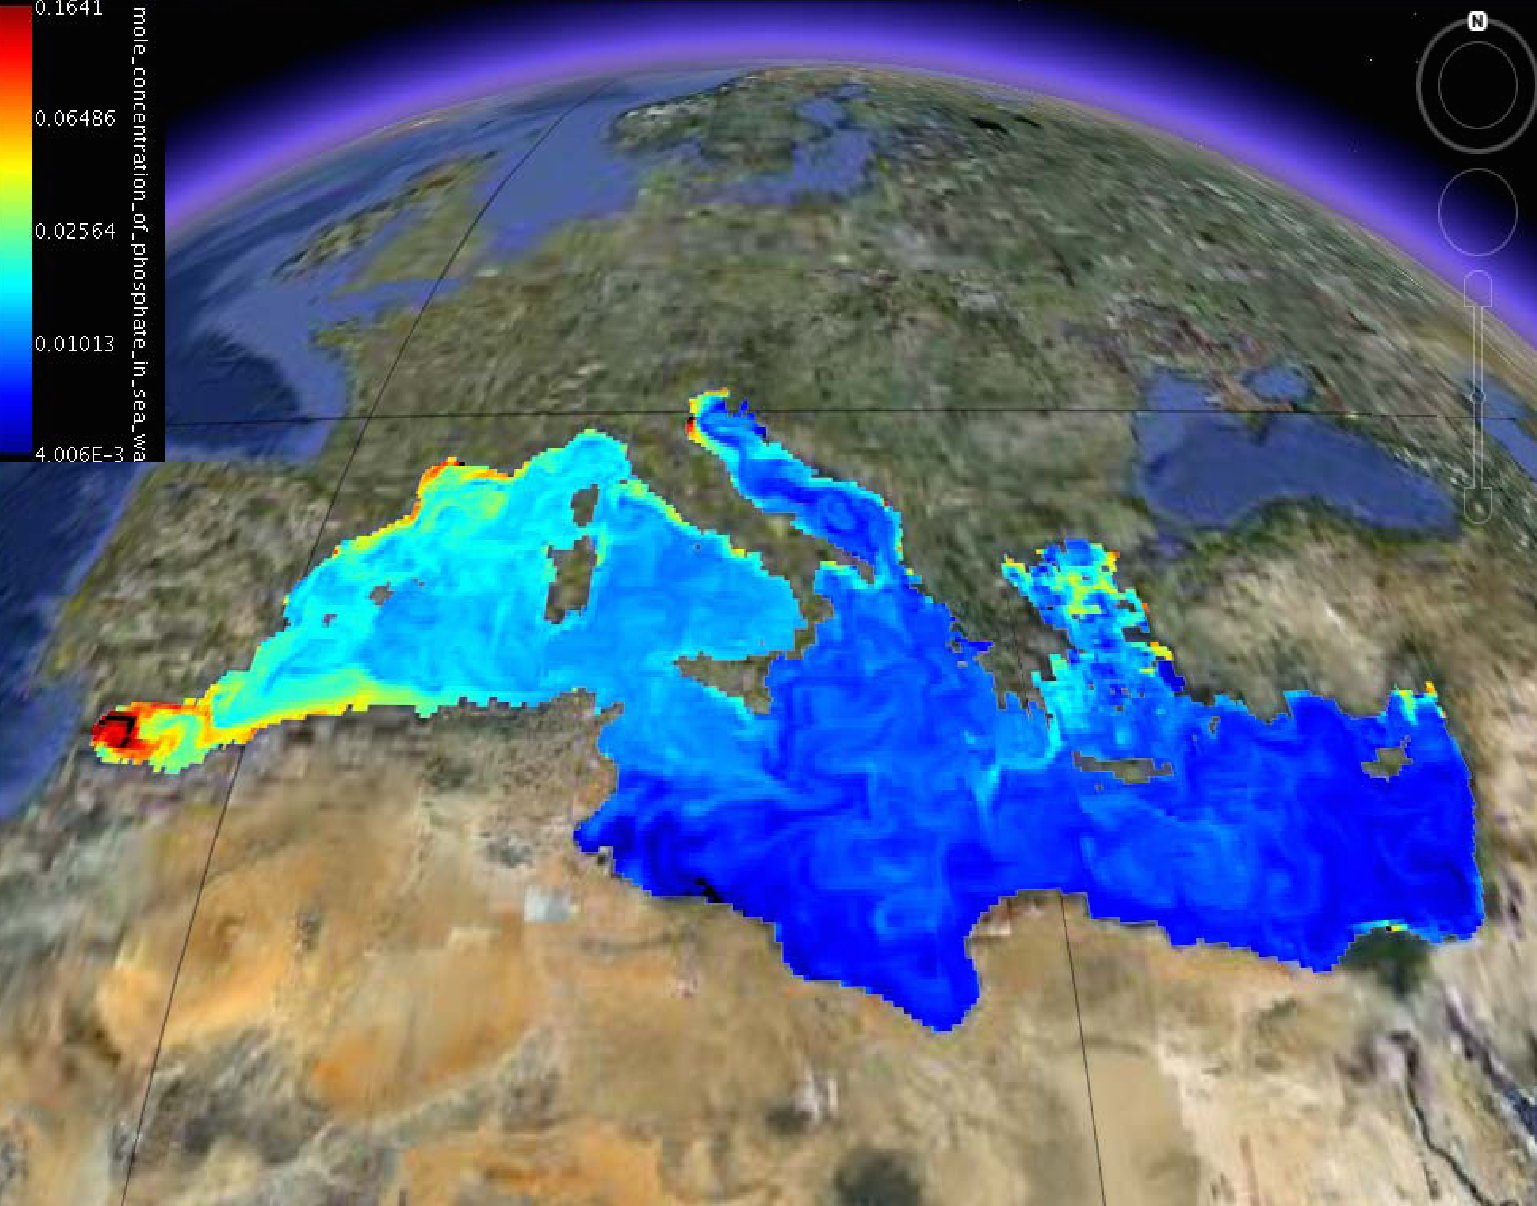 0.1641
0.06486
0.02564
0.01013
4.006E-3
mole_concentration_of_phosphate_in_sea_wa
N